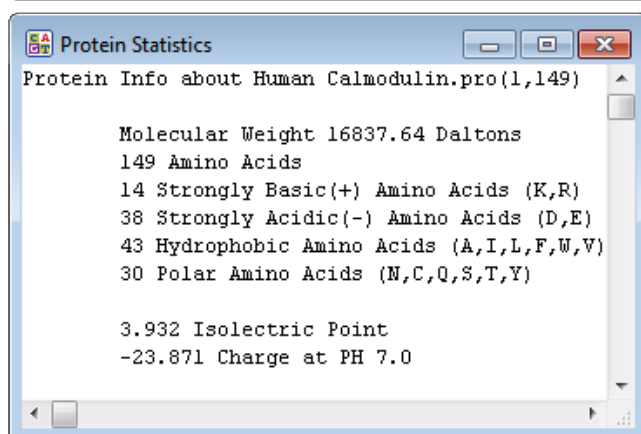 Protein Statistics
Protein Info about Human Calmodulin.pro(1,149)
Molecular Weight 16837.64 Daltons
149 Amino Acids
14 Strongly Basic(+) Amino Acids (K,R)
38 Strongly Acidic(-) Amino Acids (D,E)
43 Hydrophobic Amino Acids (A,I,L,F,W,V)
30 Polar Amino Acids (N,C,Q,S,T,Y)
3.932 Isolectric Point
-23.871 Charge at PH 7.0